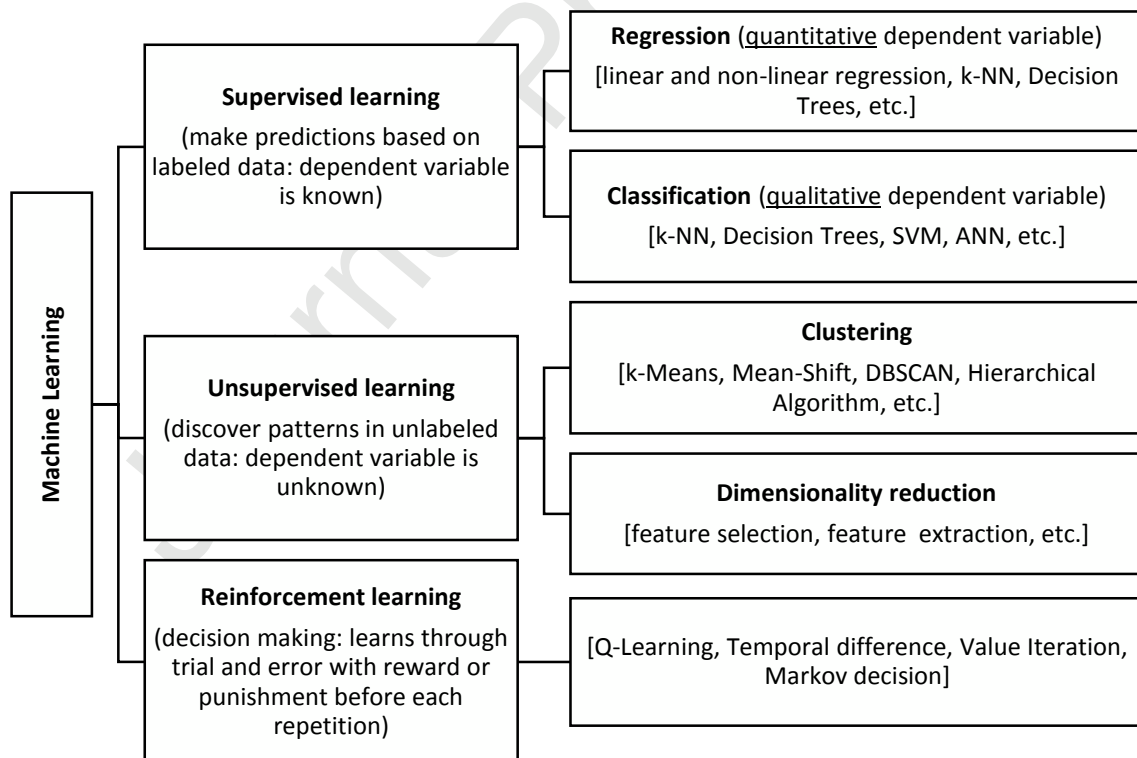 Machine Learning
Supervised learning
(make predictions based on
labeled data: dependent variable
is known)
Regression (quantitative dependent variable)
[linear and non-linear regression, k-NN, Decision
Trees, etc.]
Classification (qualitative dependent variable)
[k-NN, Decision Trees, SVM, ANN, etc.]
Unsupervised learning
(discover patterns in unlabeled
data: dependent variable is
unknown)
Clustering
[k-Means, Mean-Shift, DBSCAN, Hierarchical
Algorithm, etc.]
Dimensionality reduction
[feature selection, feature extraction, etc.]
Reinforcement learning
(decision making: learns through
trial and error with reward or
punishment before each
repetition)
[Q-Learning, Temporal difference, Value Iteration,
Markov decision]